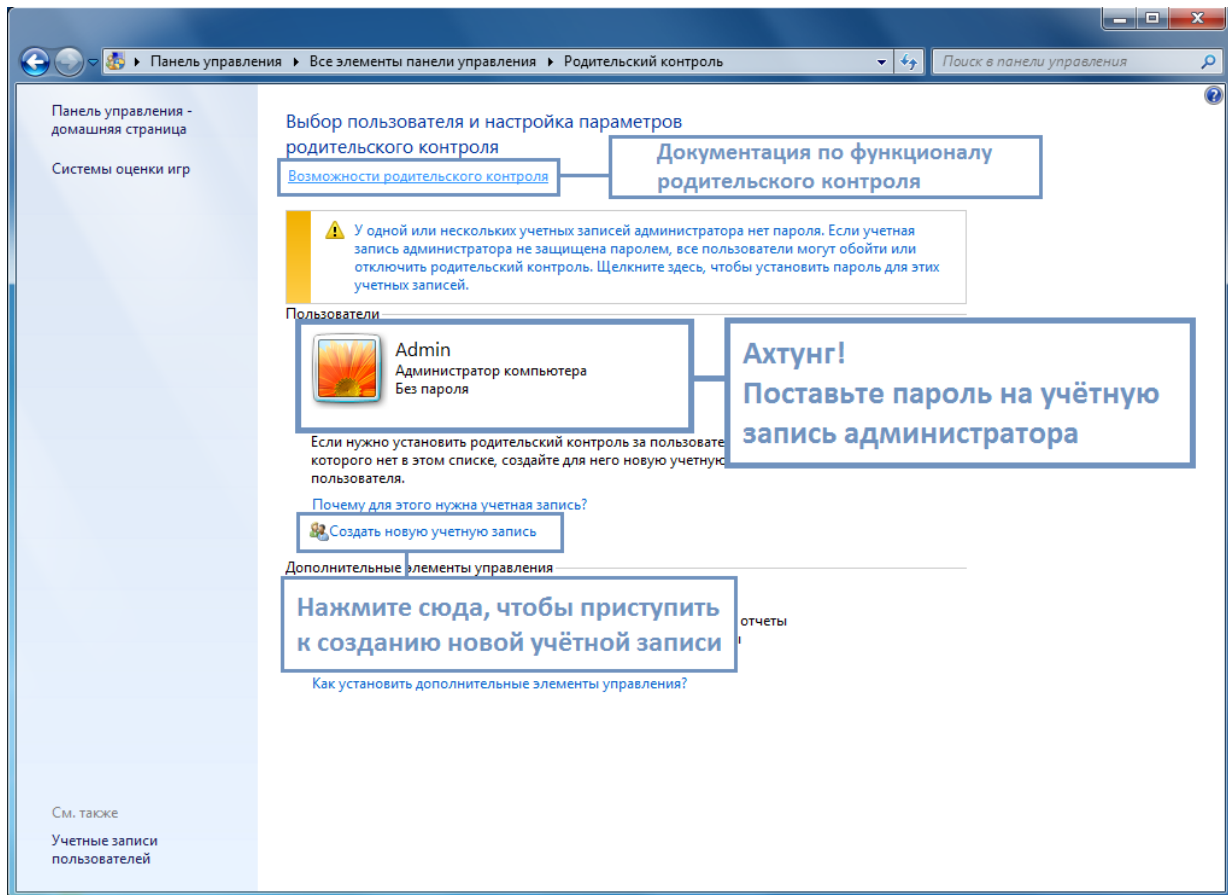 Панель управления ▸ Все элементы панели управления ▸ Родительский контроль
Поиск в панели управления
Панель управления -
домашняя страница
Системы оценки игр
Выбор пользователя и настройка параметров
родительского контроля
Возможности родительского контроля
Документация по функционалу
родительского контроля
У одной или нескольких учетных записей администратора нет пароля. Если учетная
запись администратора не защищена паролем, все пользователи могут обойти или
отключить родительский контроль. Щелкните здесь, чтобы установить пароль для этих
учетных записей.
Пользователи
Admin
Администратор компьютера
Без пароля
Ахтунг!
Поставьте пароль на учётную
запись администратора
Если нужно установить родительский контроль за пользовате
которого нет в этом списке, создайте для него новую учетную
пользователя.
Почему для этого нужна учетная запись?
Создать новую учетную запись
Дополнительные элементы управления
Нажмите сюда, чтобы приступить
к созданию новой учётной записи
отчеты
Как установить дополнительные элементы управления?
См. также
Учетные записи
пользователей